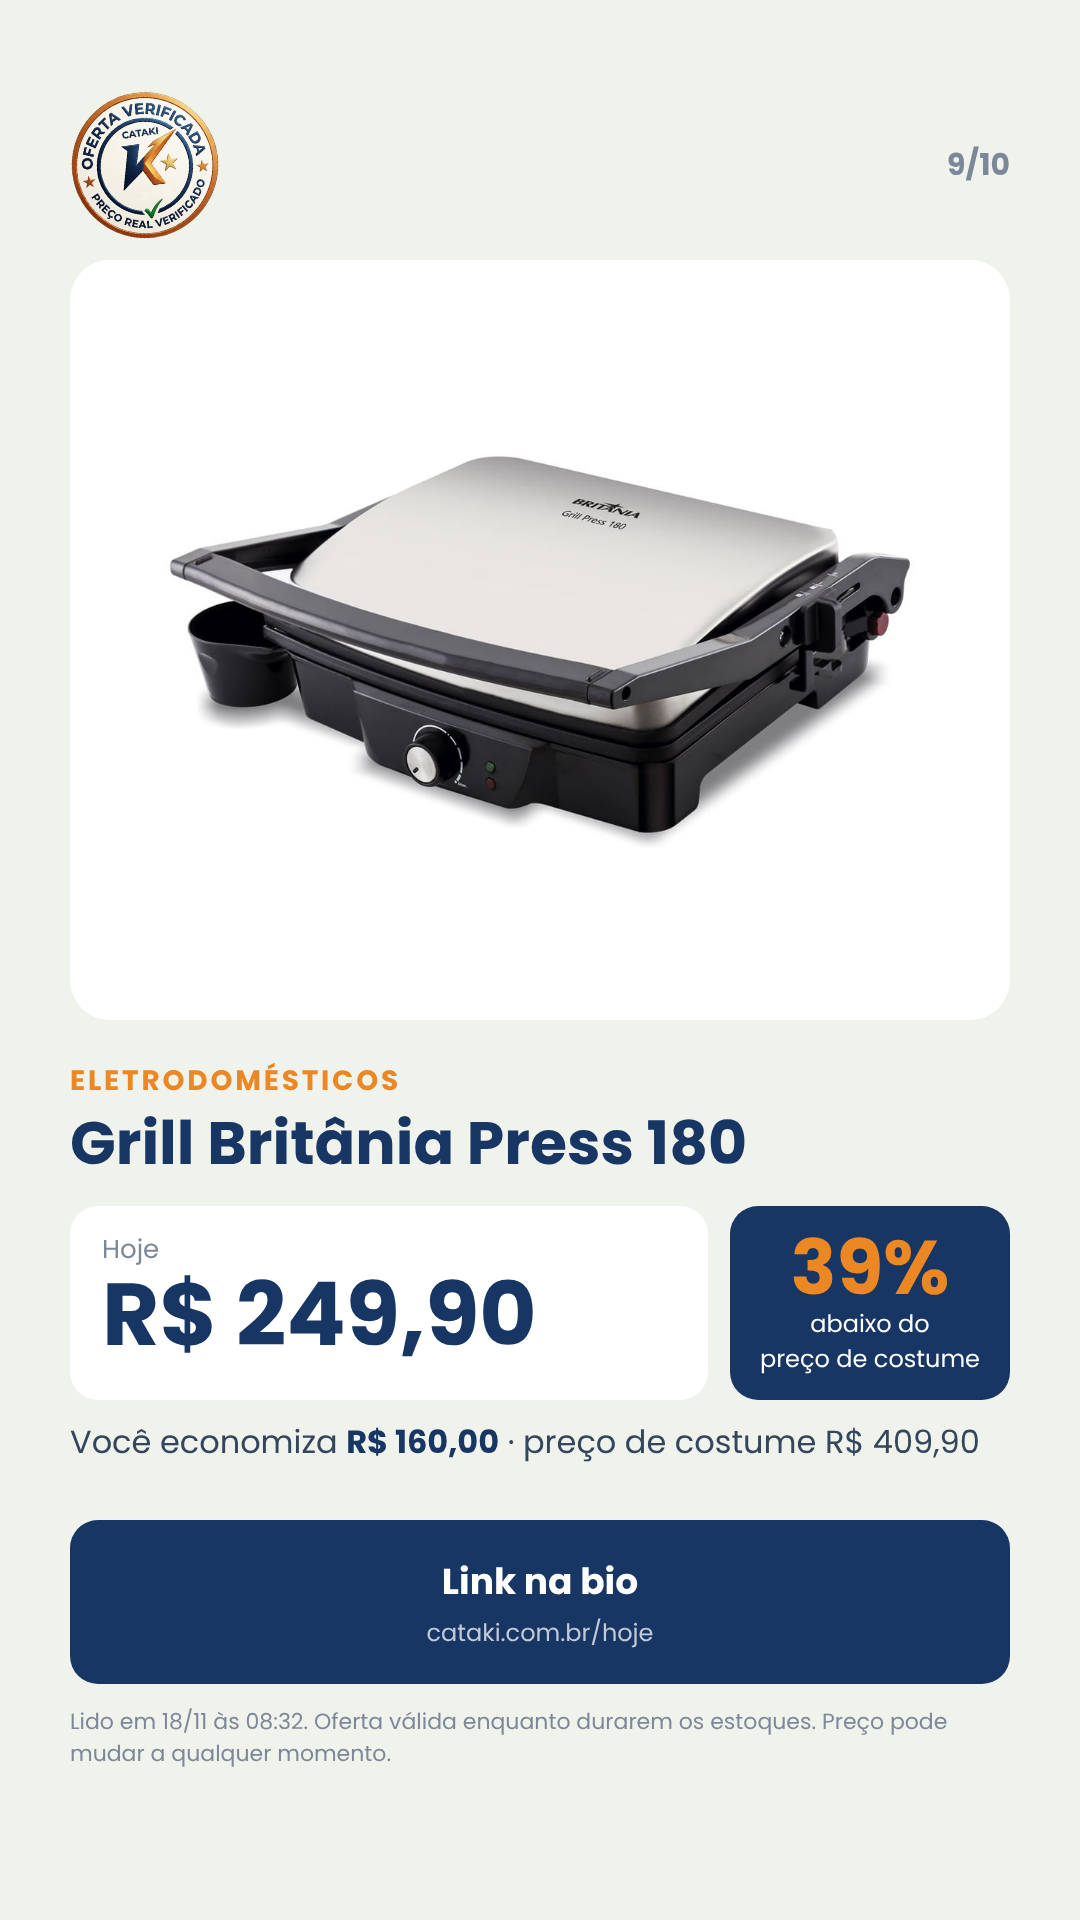 OFERTA VERIFICADA
CATAKI
PREÇO REAL VERIFICADO
9/10
BRITÂNIA
Grill Press 180
ELETRODOMÉSTICOS
Grill Britânia Press 180
Hoje
R$ 249,90
39%
abaixo do
preço de costume
Você economiza R$ 160,00 · preço de costume R$ 409,90
Link na bio
cataki.com.br/hoje
Lido em 18/11 às 08:32. Oferta válida enquanto durarem os estoques. Preço pode
mudar a qualquer momento.